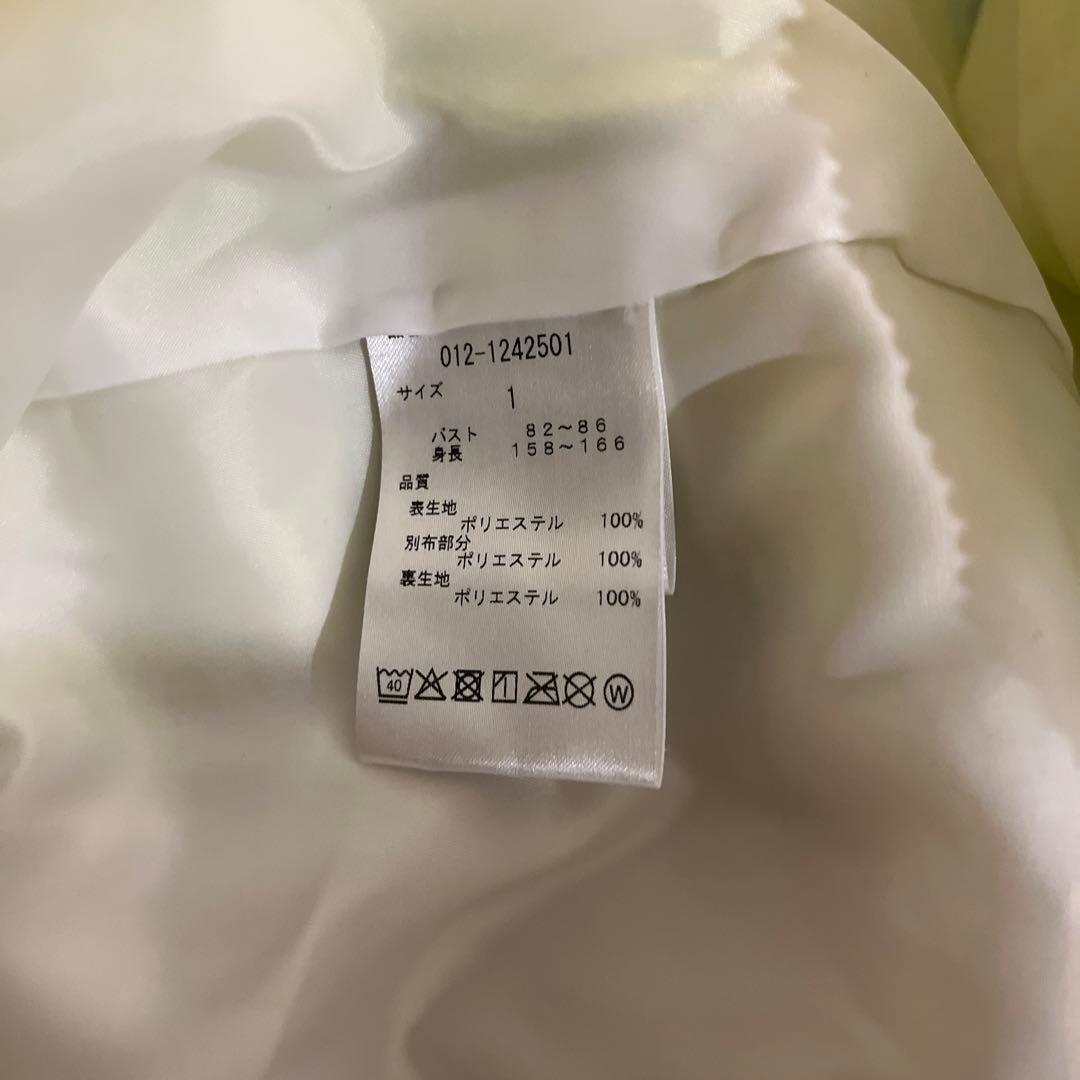 012-1242501
サイズ 1
バスト 82～86
身長 158～166
品質
表生地
ポリエステル 100%
別布部分
ポリエステル 100%
裏生地
ポリエステル 100%
40 W